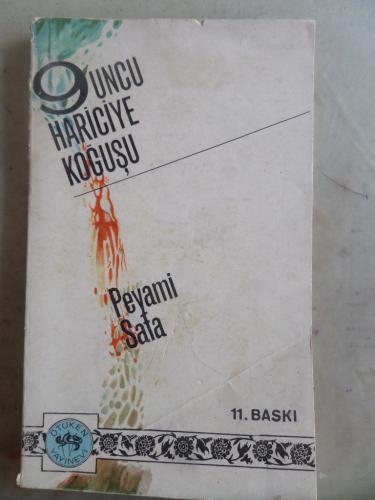 9UNCU
HARİCİYE
KOĞUŞU
Peyami
Safa
11. BASKI
ÖTÜKEN
YAYINEVİ